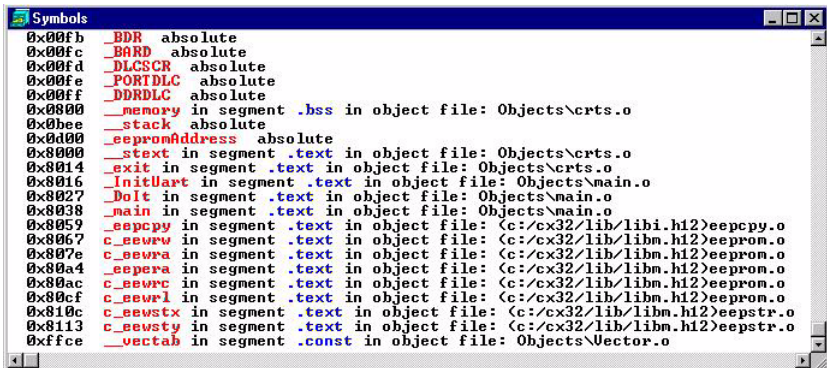 Symbols
0x00fb _BDR absolute
0x00fc _BARD absolute
0x00fd _DLCSCR absolute
0x00fe _PORTDLC absolute
0x00ff _DDRDLC absolute
0x0800 __memory in segment .bss in object file: Objects\crts.o
0x0bee __stack absolute
0x0d00 _eepromAddress absolute
0x8000 __stext in segment .text in object file: Objects\crts.o
0x8014 _exit in segment .text in object file: Objects\crts.o
0x8016 _InitUart in segment .text in object file: Objects\main.o
0x8027 _DoIt in segment .text in object file: Objects\main.o
0x8038 _main in segment .text in object file: Objects\main.o
0x8059 _eepcpy in segment .text in object file: (c:/cx32/lib/libi.h12)eepcpy.o
0x8067 c_eewrw in segment .text in object file: (c:/cx32/lib/libm.h12)eeprom.o
0x807e c_eewra in segment .text in object file: (c:/cx32/lib/libm.h12)eeprom.o
0x80a4 _eepera in segment .text in object file: (c:/cx32/lib/libm.h12)eeprom.o
0x80ac c_eewrc in segment .text in object file: (c:/cx32/lib/libm.h12)eeprom.o
0x80cf c_eewrl in segment .text in object file: (c:/cx32/lib/libm.h12)eeprom.o
0x810c c_eewstx in segment .text in object file: (c:/cx32/lib/libm.h12)eepstr.o
0x8113 c_eewsty in segment .text in object file: (c:/cx32/lib/libm.h12)eepstr.o
0xffce __vectab in segment .const in object file: Objects\Vector.o